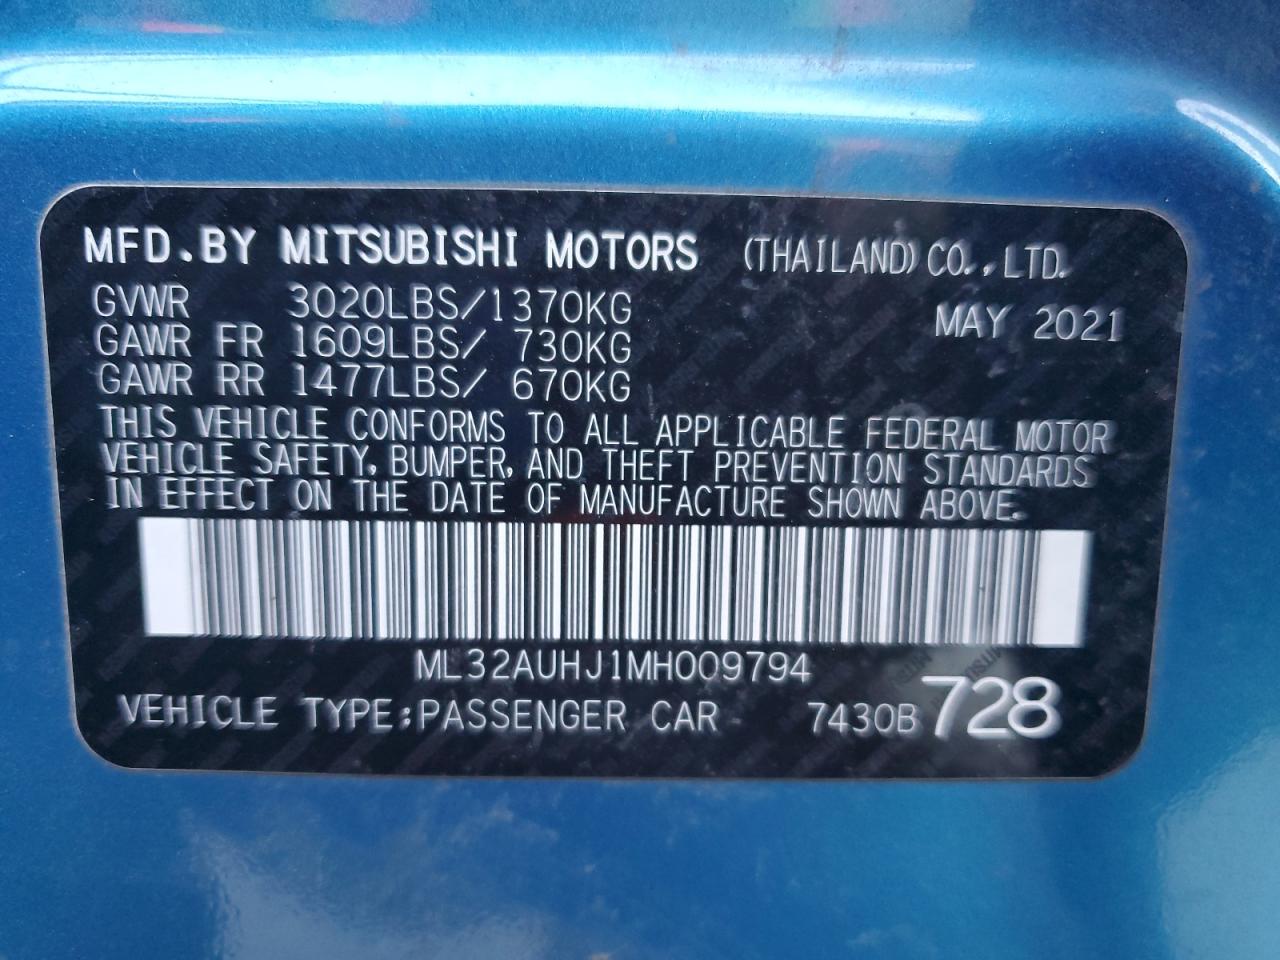 MFD.BY MITSUBISHI MOTORS (THAILAND) CO., LTD.
GVWR 3020LBS/1370KG MAY 2021
GAWR FR 1609LBS/ 730KG
GAWR RR 1477LBS/ 670KG
THIS VEHICLE CONFORMS TO ALL APPLICABLE FEDERAL MOTOR
VEHICLE SAFETY, BUMPER, AND THEFT PREVENTION STANDARDS
IN EFFECT ON THE DATE OF MANUFACTURE SHOWN ABOVE.
ML32AUHJ1MH009794
VEHICLE TYPE:PASSENGER CAR 7430B 728